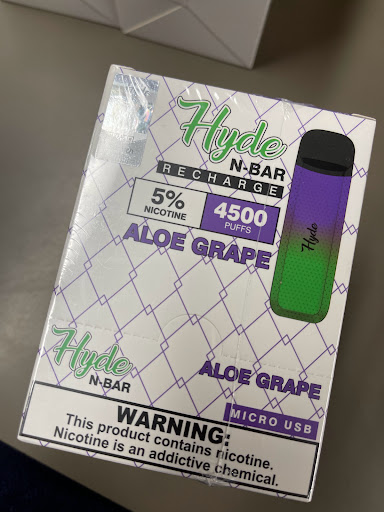 Hyde
N-BAR
RECHARGE
5%
NICOTINE
4500
PUFFS
ALOE GRAPE
Hyde
Hyde
N-BAR
ALOE GRAPE
MICRO USB
WARNING:
This product contains nicotine.
Nicotine is an addictive chemical.